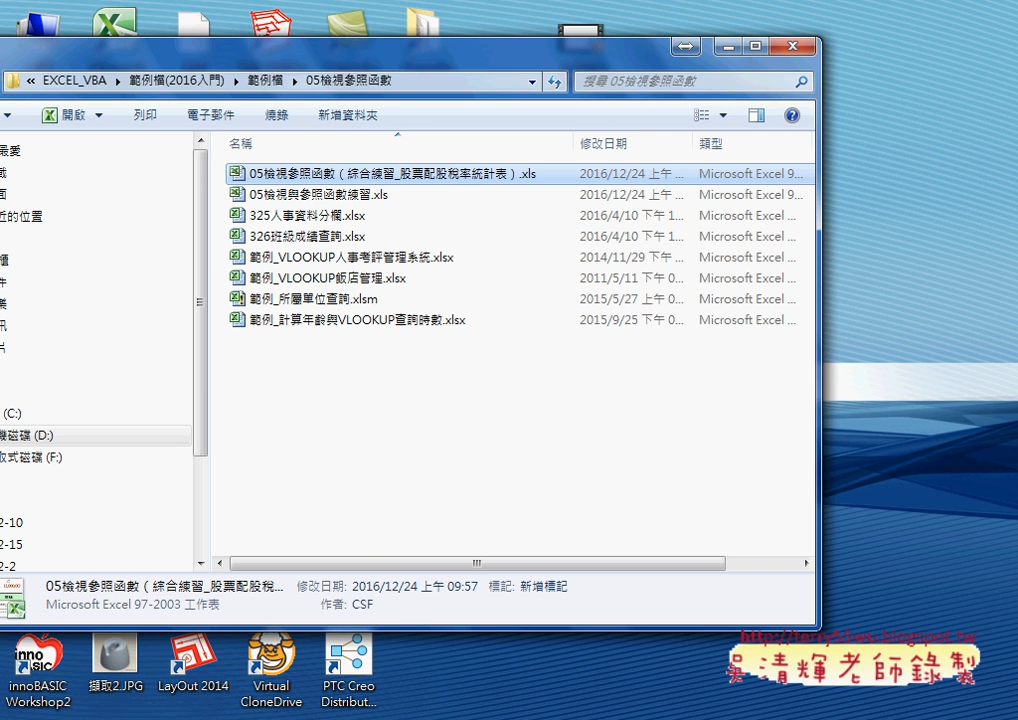 « EXCEL_VBA ▸ 範例檔(2016入門) ▸ 範例檔 ▸ 05檢視參照函數
搜尋 05檢視參照函數
開啟 列印 電子郵件 燒錄 新增資料夾
名稱 修改日期 類型
最愛
面
近的位置
櫃
件
片
(C:)
機磁碟 (D:)
取式磁碟 (F:)
2-10
2-15
2-2
05檢視參照函數（綜合練習_股票配股稅率統計表）.xls 2016/12/24 上午 ... Microsoft Excel 9...
05檢視與參照函數練習.xls 2016/12/24 上午 ... Microsoft Excel 9...
325人事資料分欄.xlsx 2016/4/10 下午 1... Microsoft Excel ...
326班級成績查詢.xlsx 2016/4/10 下午 1... Microsoft Excel ...
範例_VLOOKUP人事考評管理系統.xlsx 2014/11/29 下午 ... Microsoft Excel ...
範例_VLOOKUP飯店管理.xlsx 2011/5/11 下午 0... Microsoft Excel ...
範例_所屬單位查詢.xlsm 2015/5/27 上午 0... Microsoft Excel ...
範例_計算年齡與VLOOKUP查詢時數.xlsx 2015/9/25 下午 0... Microsoft Excel ...
05檢視參照函數（綜合練習_股票配股稅... 修改日期: 2016/12/24 上午 09:57 標記: 新增標記
Microsoft Excel 97-2003 工作表 作者: CSF
http://terry55wu.blogspot.tw
吳清輝老師錄製
innoBASIC Workshop2
擷取2.JPG
LayOut 2014
Virtual CloneDrive
PTC Creo Distribut...